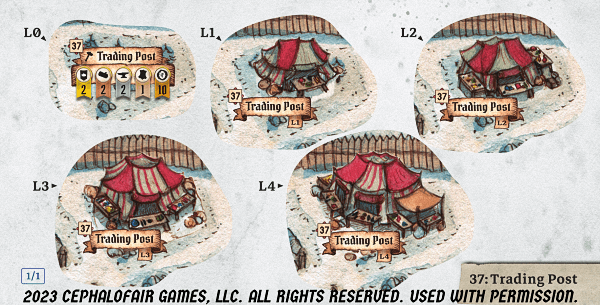 L0
37
Trading Post
2 2 2 1 10
L1
37
Trading Post
L1
L2
37
Trading Post
L2
L3
37
Trading Post
L3
L4
37
Trading Post
L4
1/1
37: Trading Post
2023 CEPHALOFAIR GAMES, LLC. ALL RIGHTS RESERVED. USED WITH PERMISSION.